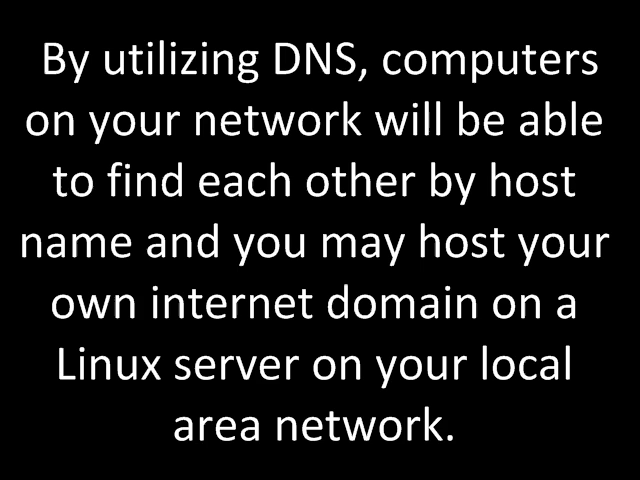 By utilizing DNS, computers
on your network will be able
to find each other by host
name and you may host your
own internet domain on a
Linux server on your local
area network.